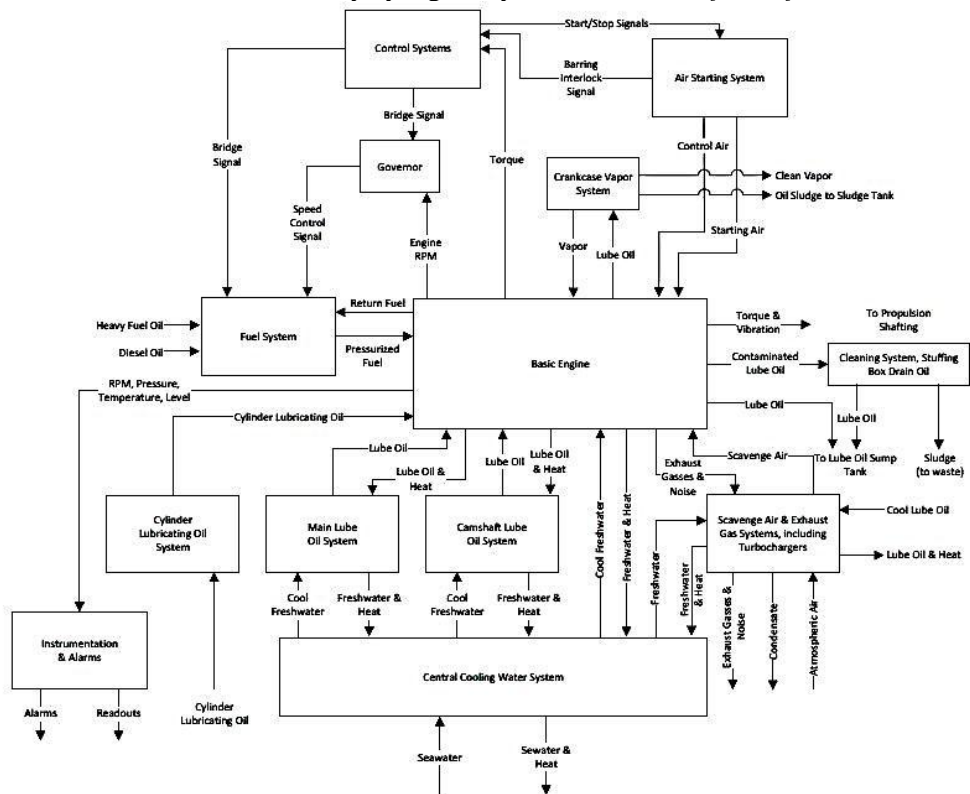 Start/Stop Signals
Control Systems
Barring
Interlock
Signal
Air Starting System
Bridge Signal
Bridge
Signal
Governor
Torque
Control Air
Crankcase Vapor
System
Clean Vapor
Oil Sludge to Sludge Tank
Speed
Control
Signal
Engine
RPM
Vapor
Lube Oil
Starting Air
Return Fuel
Heavy Fuel Oil
Fuel System
Diesel Oil
Pressurized
Fuel
Basic Engine
Torque &
Vibration
To Propulsion
Shafting
Contaminated
Lube Oil
Cleaning System, Stuffing
Box Drain Oil
RPM, Pressure,
Temperature, Level
Cylinder Lubricating Oil
Lube Oil
Lube Oil
To Lube Oil Sump
Tank
Sludge
(to waste)
Lube Oil
Lube Oil &
Heat
Lube Oil
Lube Oil
& Heat
Exhaust
Gasses &
Noise
Scavenge Air
Cylinder
Lubricating Oil
System
Main Lube
Oil System
Camshaft Lube
Oil System
Cool Freshwater
Freshwater & Heat
Freshwater
Freshwater
& Heat
Scavenge Air & Exhaust
Gas Systems, Including
Turbochargers
Cool Lube Oil
Lube Oil & Heat
Cool
Freshwater
Freshwater &
Heat
Cool
Freshwater
Freshwater &
Heat
Exhaust Gasses &
Noise
Condensate
Atmospheric Air
Instrumentation
& Alarms
Central Cooling Water System
Alarms
Readouts
Cylinder
Lubricating Oil
Seawater
Sewater &
Heat